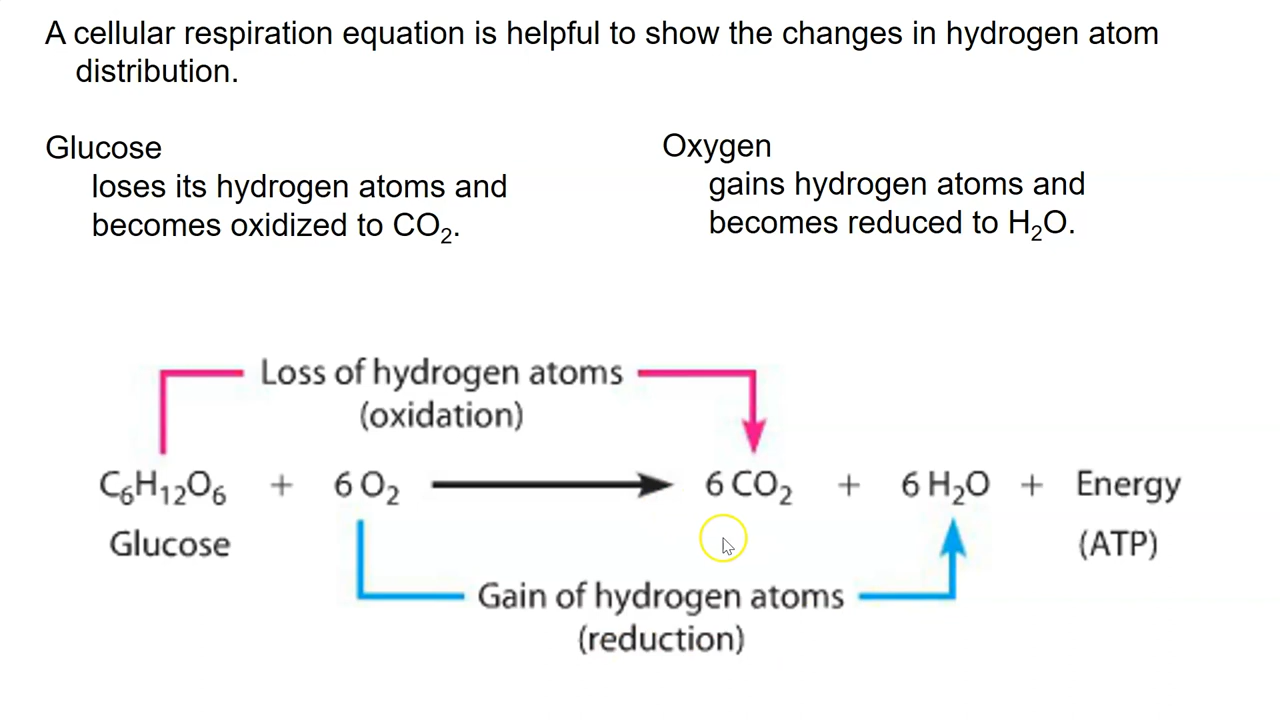 A cellular respiration equation is helpful to show the changes in hydrogen atom
distribution.
Glucose
loses its hydrogen atoms and
becomes oxidized to CO₂.
Oxygen
gains hydrogen atoms and
becomes reduced to H₂O.
Loss of hydrogen atoms
(oxidation)
C₆H₁₂O₆ + 6 O₂ 6 CO₂ + 6 H₂O + Energy
Glucose (ATP)
Gain of hydrogen atoms
(reduction)